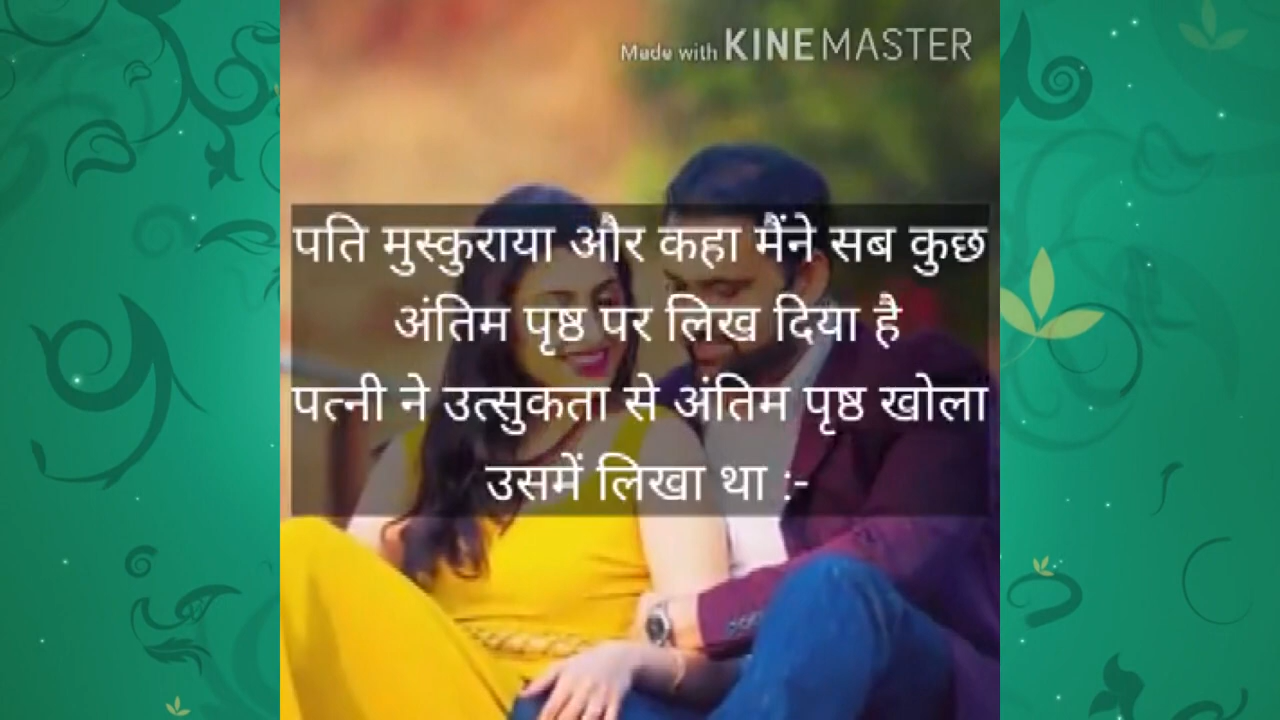 Made with KINEMASTER
पति मुस्कुराया और कहा मैंने सब कुछ
अंतिम पृष्ठ पर लिख दिया है
पत्नी ने उत्सुकता से अंतिम पृष्ठ खोला
उसमें लिखा था :-